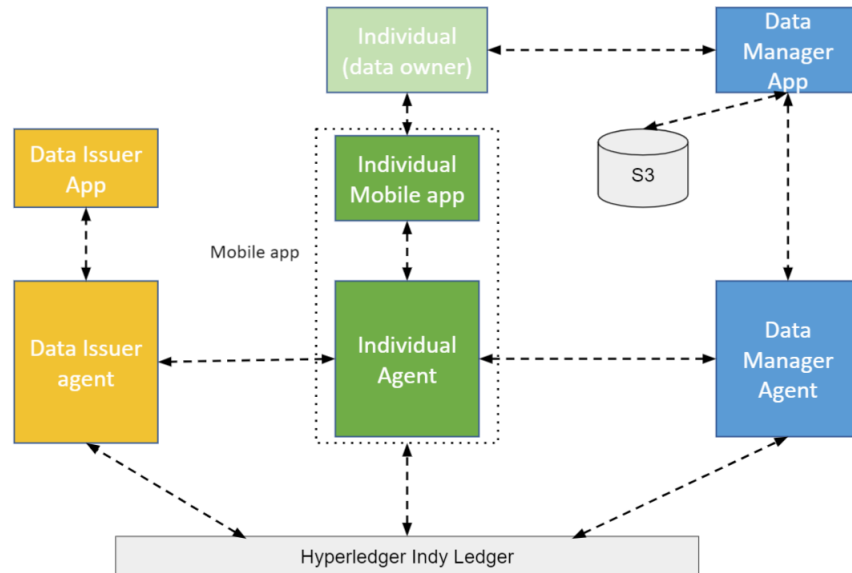 Individual
(data owner)
Data
Manager
App
Data Issuer
App
Individual
Mobile app
S3
Mobile app
Data Issuer
agent
Individual
Agent
Data
Manager
Agent
Hyperledger Indy Ledger